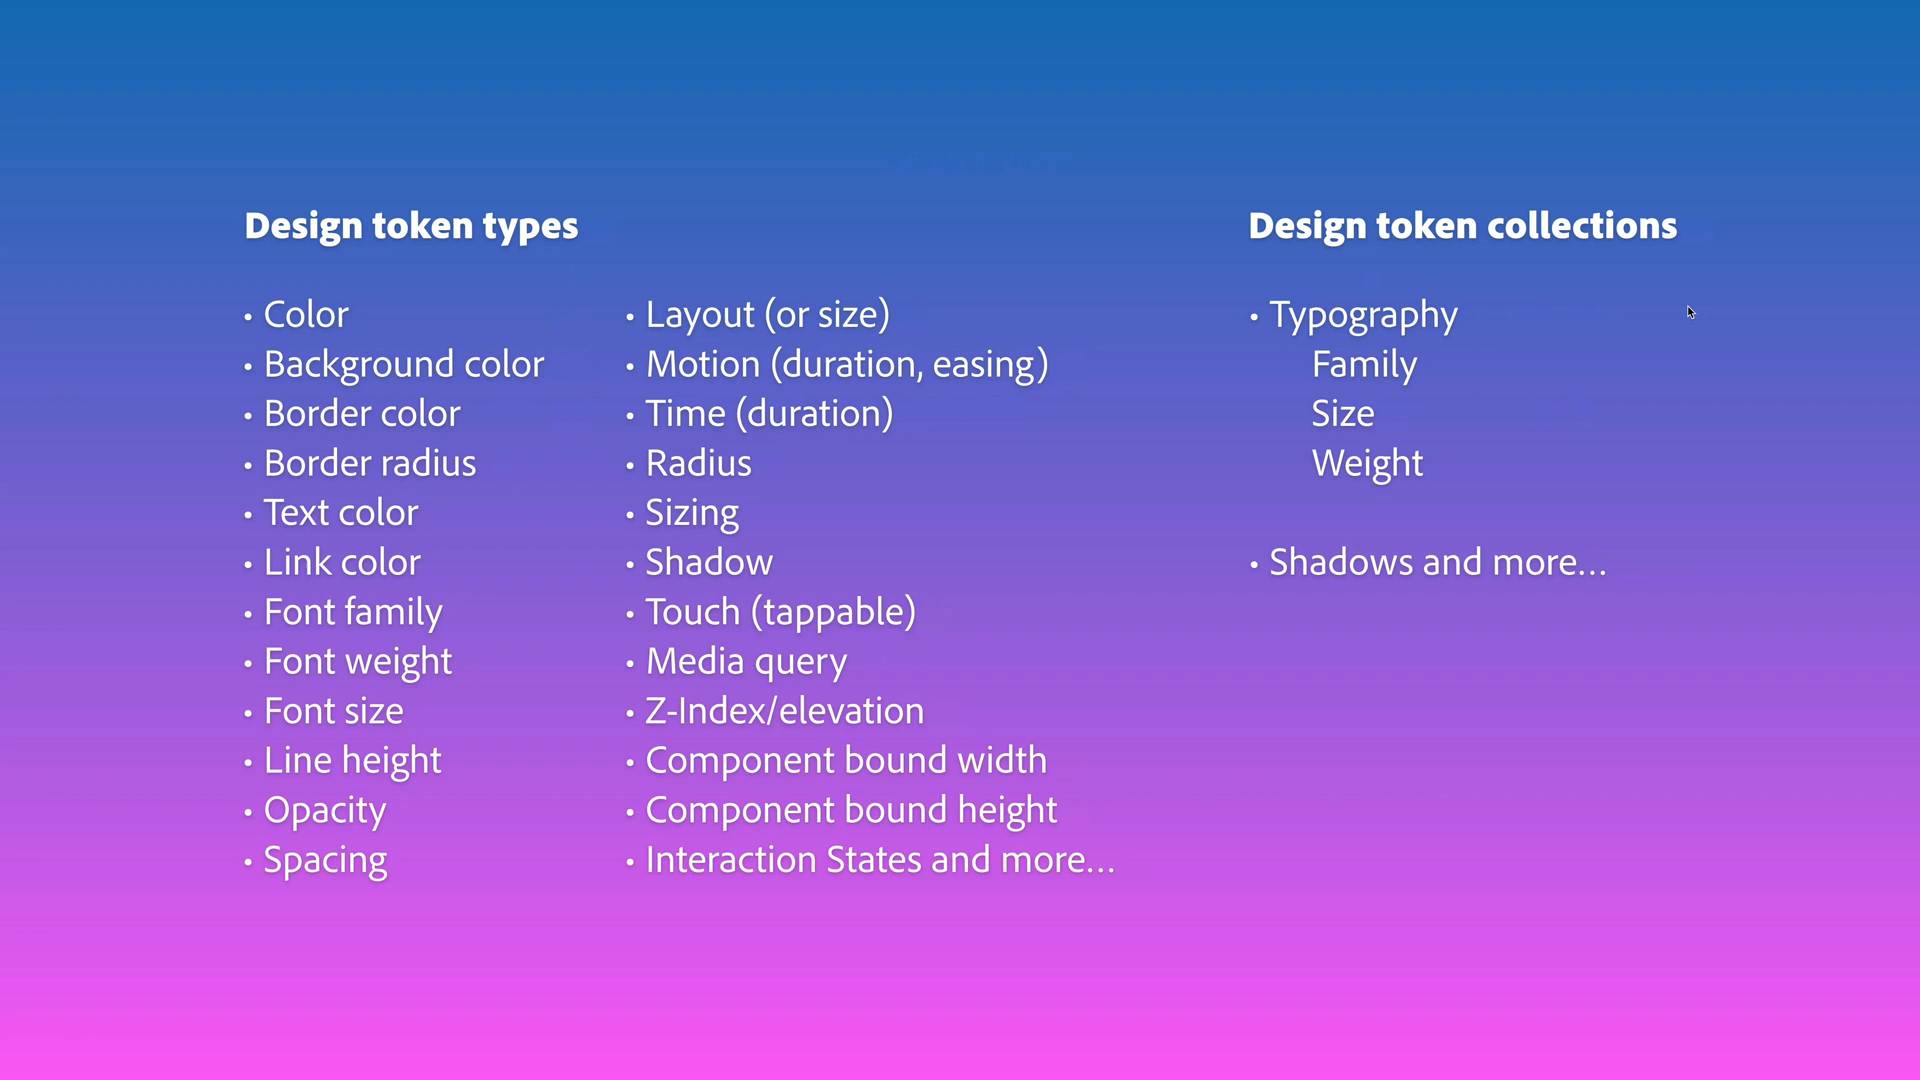 Design token types
• Color
• Background color
• Border color
• Border radius
• Text color
• Link color
• Font family
• Font weight
• Font size
• Line height
• Opacity
• Spacing
• Layout (or size)
• Motion (duration, easing)
• Time (duration)
• Radius
• Sizing
• Shadow
• Touch (tappable)
• Media query
• Z-Index/elevation
• Component bound width
• Component bound height
• Interaction States and more…
Design token collections
• Typography
Family
Size
Weight
• Shadows and more…